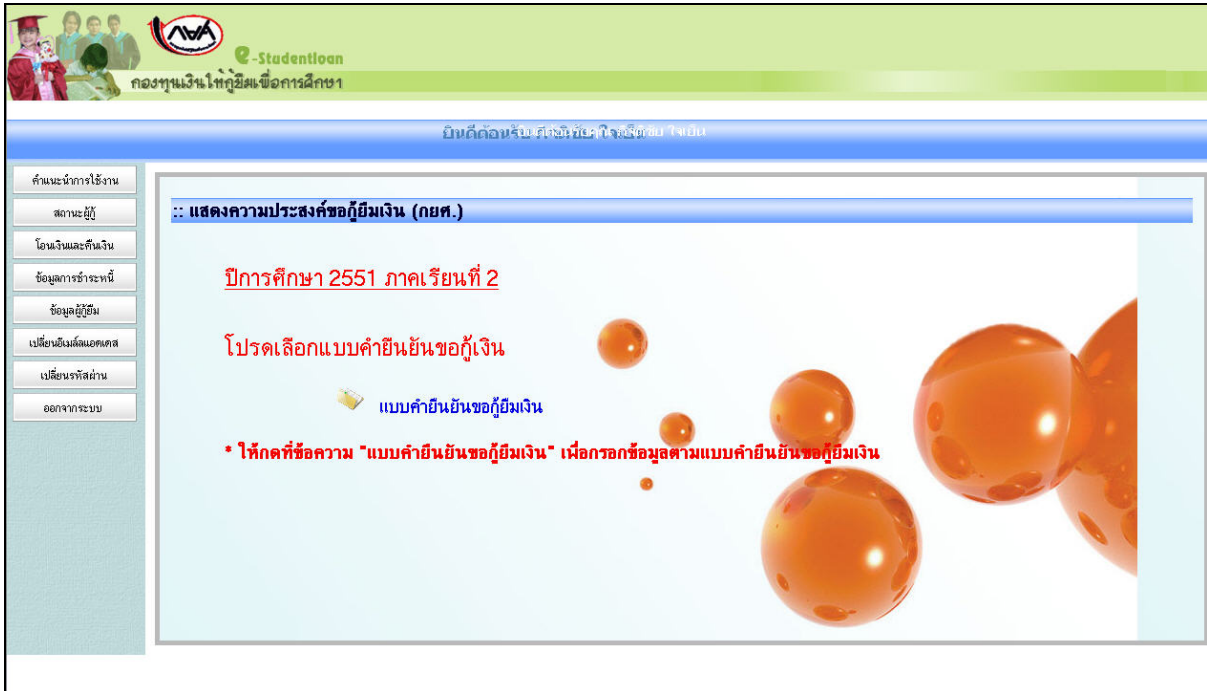 กยศ
e-Studentloan
กองทุนเงินให้กู้ยืมเพื่อการศึกษา
ยินดีต้อนรับ
คำแนะนำการใช้งาน
สถานะผู้กู้
โอนเงินและคืนเงิน
ข้อมูลการชำระหนี้
ข้อมูลผู้กู้ยืม
เปลี่ยนอีเมล์แอดเดส
เปลี่ยนรหัสผ่าน
ออกจากระบบ
:: แสดงความประสงค์ขอกู้ยืมเงิน (กยศ.)
ปีการศึกษา 2551 ภาคเรียนที่ 2
โปรดเลือกแบบคำยืนยันขอกู้เงิน
แบบคำยืนยันขอกู้ยืมเงิน
* ให้กดที่ข้อความ "แบบคำยืนยันขอกู้ยืมเงิน" เพื่อกรอกข้อมูลตามแบบคำยืนยันขอกู้ยืมเงิน